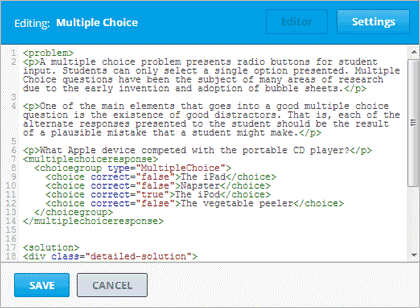 Editing: Multiple Choice
Editor
Settings
1 <problem>
2 <p>A multiple choice problem presents radio buttons for student
input. Students can only select a single option presented. Multiple
Choice questions have been the subject of many areas of research
due to the early invention and adoption of bubble sheets.</p>
3
4 <p>One of the main elements that goes into a good multiple choice
question is the existence of good distractors. That is, each of the
alternate responses presented to the student should be the result
of a plausible mistake that a student might make.</p>
5
6 <p>What Apple device competed with the portable CD player?</p>
7 <multiplechoiceresponse>
8 <choicegroup type="MultipleChoice">
9 <choice correct="false">The iPad</choice>
10 <choice correct="false">Napster</choice>
11 <choice correct="true">The iPod</choice>
12 <choice correct="false">The vegetable peeler</choice>
13 </choicegroup>
14 </multiplechoiceresponse>
15
16
17 <solution>
18 <div class="detailed-solution">
SAVE
CANCEL